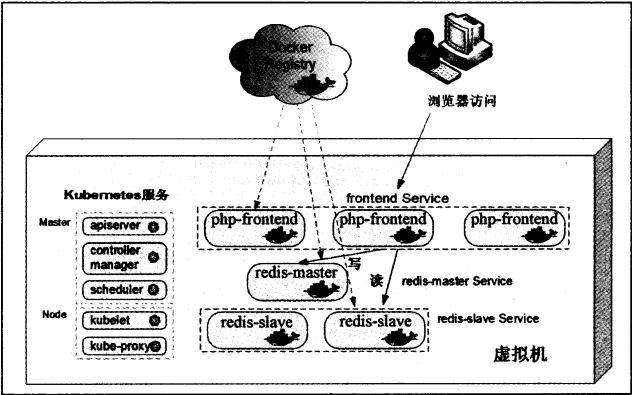 Docker
Registry
浏览器访问
Kubernetes服务
frontend Service
Master
apiserver
php-frontend
php-frontend
php-frontend
controller
manager
写
redis-master
读
redis-master Service
scheduler
Node
kubelet
redis-slave
redis-slave
redis-slave Service
kube-proxy
虚拟机